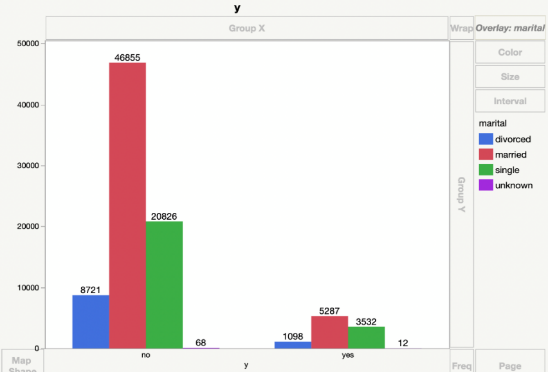 y
Group X
Wrap
Overlay: marital
Color
Size
Interval
marital
divorced
married
single
unknown
Group Y
50000
40000
30000
20000
10000
0
8721
46855
20826
68
1098
5287
3532
12
no
yes
y
Map
Shape
Freq
Page